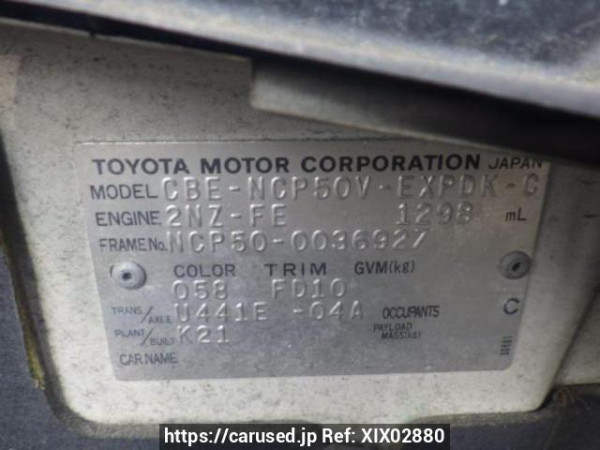 TOYOTA MOTOR CORPORATION JAPAN
MODEL CBE-NCP50V-EXPDK-C
ENGINE 2NZ-FE 1298 mL
FRAME No. NCP50-0036927
COLOR TRIM GVM(kg)
058 FD10
TRANS./AXLE U441E -04A OCCUPANTS C
PLANT/BUILT K21 PAYLOAD MASS(kg)
CAR NAME
https://carused.jp Ref: XIX02880